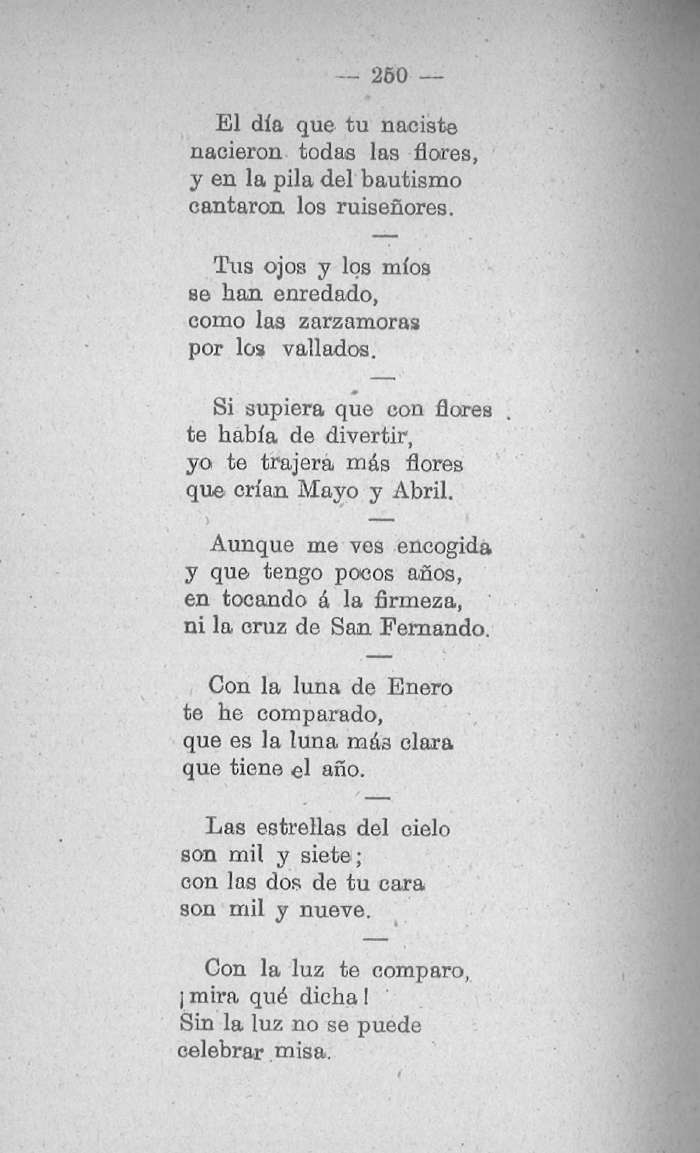 — 250 —
El día que tu naciste
nacieron todas las flores,
y en la pila del bautismo
cantaron los ruiseñores.
Tus ojos y los míos
se han enredado,
como las zarzamoras
por los vallados.
Si supiera que con flores
te había de divertir,
yo te trajera más flores
que crían Mayo y Abril.
Aunque me ves encogida
y que tengo pocos años,
en tocando á la firmeza,
ni la cruz de San Fernando.
Con la luna de Enero
te he comparado,
que es la luna más clara
que tiene el año.
Las estrellas del cielo
son mil y siete;
con las dos de tu cara
son mil y nueve.
Con la luz te comparo,
¡mira qué dicha!
Sin la luz no se puede
celebrar misa.